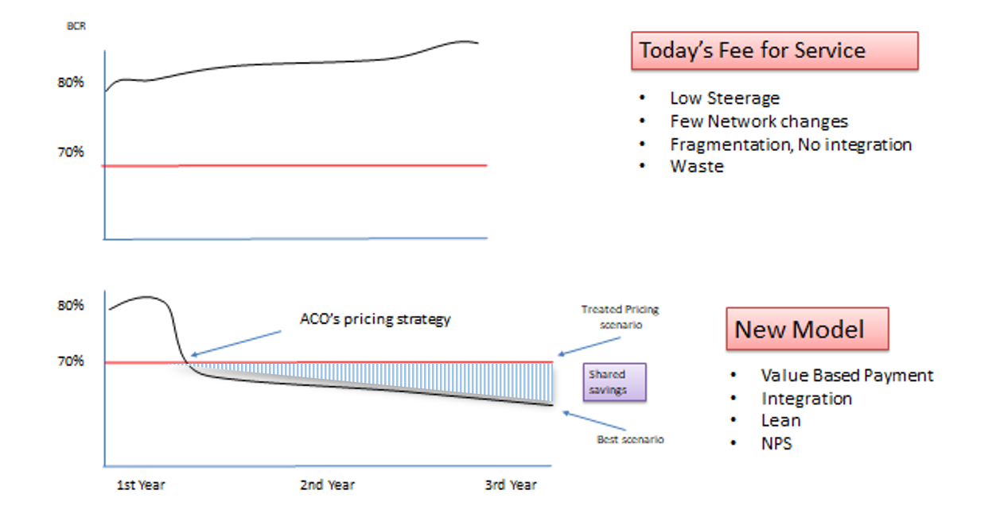 BCR
80%
70%
Today's Fee for Service
• Low Steerage
• Few Network changes
• Fragmentation, No integration
• Waste
80%
70%
ACO's pricing strategy
Treated Pricing
scenario
Shared
savings
Best scenario
New Model
• Value Based Payment
• Integration
• Lean
• NPS
1st Year
2nd Year
3rd Year